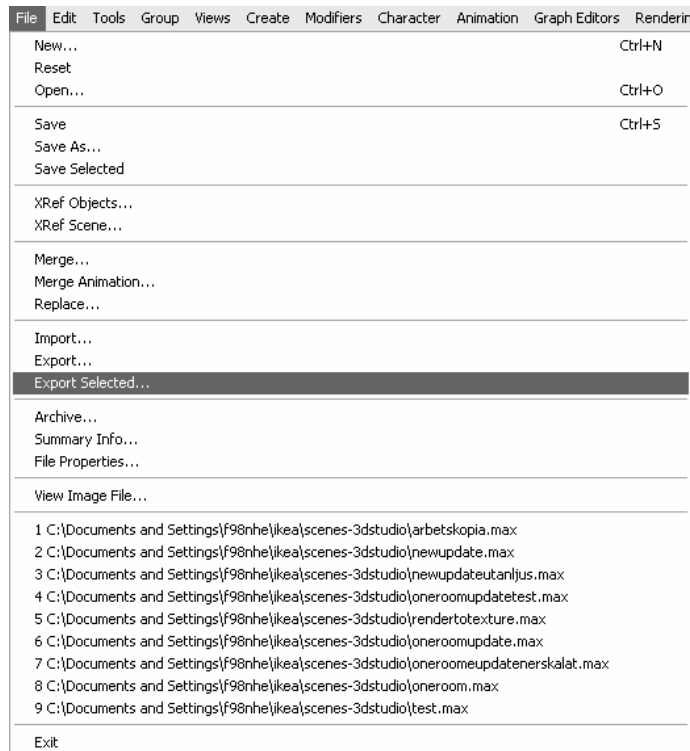 File Edit Tools Group Views Create Modifiers Character Animation Graph Editors
New... Ctrl+N
Reset
Open... Ctrl+O
Save Ctrl+S
Save As...
Save Selected
XRef Objects...
XRef Scene...
Merge...
Merge Animation...
Replace...
Import...
Export...
Export Selected...
Archive...
Summary Info...
File Properties...
View Image File...
1 C:\Documents and Settings\f98nhe\ikea\scenes-3dstudio\arbetskopia.max
2 C:\Documents and Settings\f98nhe\ikea\scenes-3dstudio\newupdate.max
3 C:\Documents and Settings\f98nhe\ikea\scenes-3dstudio\newupdateutanljus.max
4 C:\Documents and Settings\f98nhe\ikea\scenes-3dstudio\oneroomupdatetest.max
5 C:\Documents and Settings\f98nhe\ikea\scenes-3dstudio\rendertotexture.max
6 C:\Documents and Settings\f98nhe\ikea\scenes-3dstudio\oneroomupdate.max
7 C:\Documents and Settings\f98nhe\ikea\scenes-3dstudio\oneroomeupdatenerskalat.max
8 C:\Documents and Settings\f98nhe\ikea\scenes-3dstudio\oneroom.max
9 C:\Documents and Settings\f98nhe\ikea\scenes-3dstudio\test.max
Exit